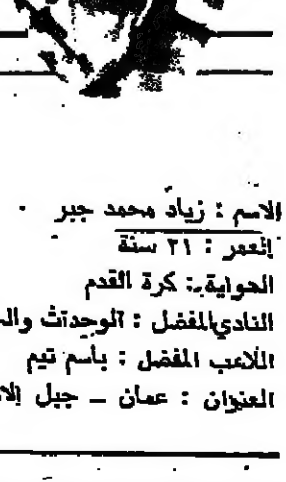 الاسم : زياد محمد جبر
العمر : ٢١ سنة
الهواية : كرة القدم
النادي المفضل : الوحدات
اللاعب المفضل : باسم تيم
العنوان : عمان – جبل